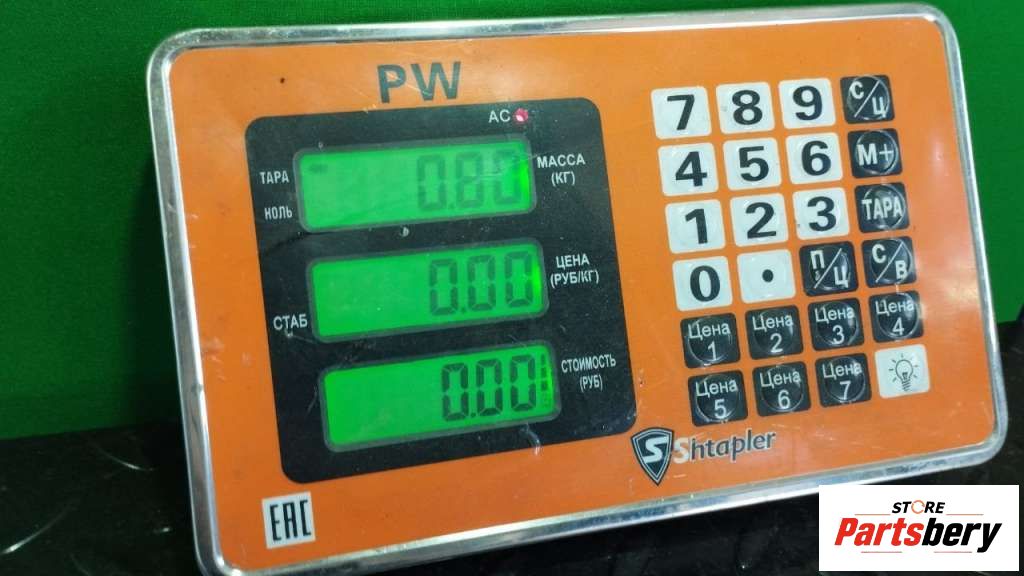 PW
AC
ТАРА
НОЛЬ
0.80
МАССА
(КГ)
СТАБ
0.00
ЦЕНА
(РУБ/КГ)
0.00
СТОИМОСТЬ
(РУБ)
7 8 9 С/Ц
4 5 6 М+
1 2 3 ТАРА
0 . П/Ц С/В
Цена 1 Цена 2 Цена 3 Цена 4
Цена 5 Цена 6 Цена 7
S Shtapler
EAC
STORE
Partsbery